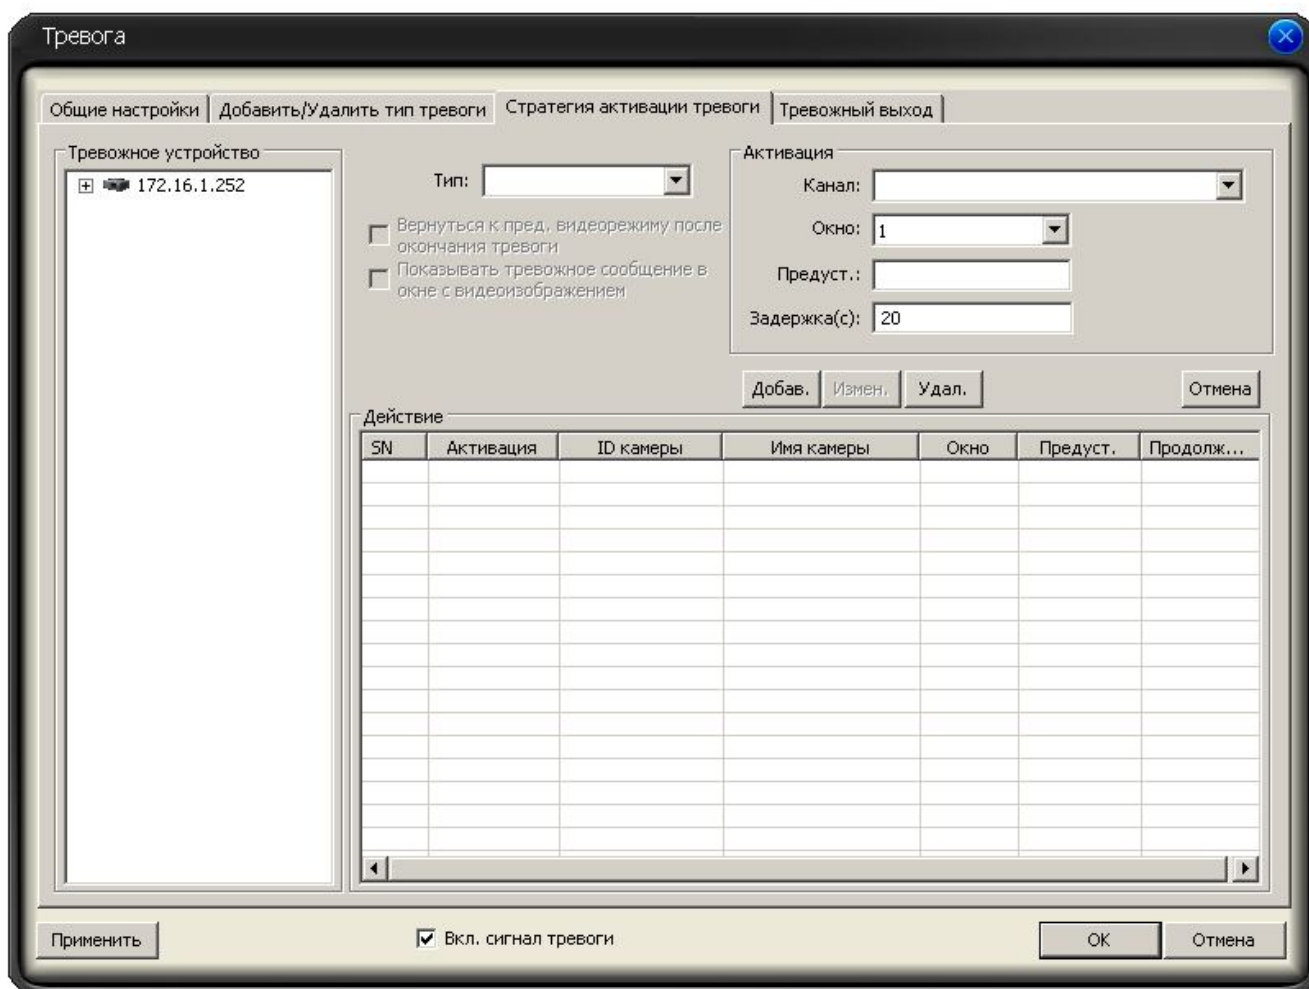 Тревога
Общие настройки
Добавить/Удалить тип тревоги
Стратегия активации тревоги
Тревожный выход
Тревожное устройство
172.16.1.252
Тип:
Вернуться к пред. видеорежиму после
окончания тревоги
Показывать тревожное сообщение в
окне с видеоизображением
Активация
Канал:
Окно: 1
Предуст.:
Задержка(с): 20
Добав.
Измен.
Удал.
Отмена
Действие
SN
Активация
ID камеры
Имя камеры
Окно
Предуст.
Продолж...
Применить
Вкл. сигнал тревоги
OK
Отмена